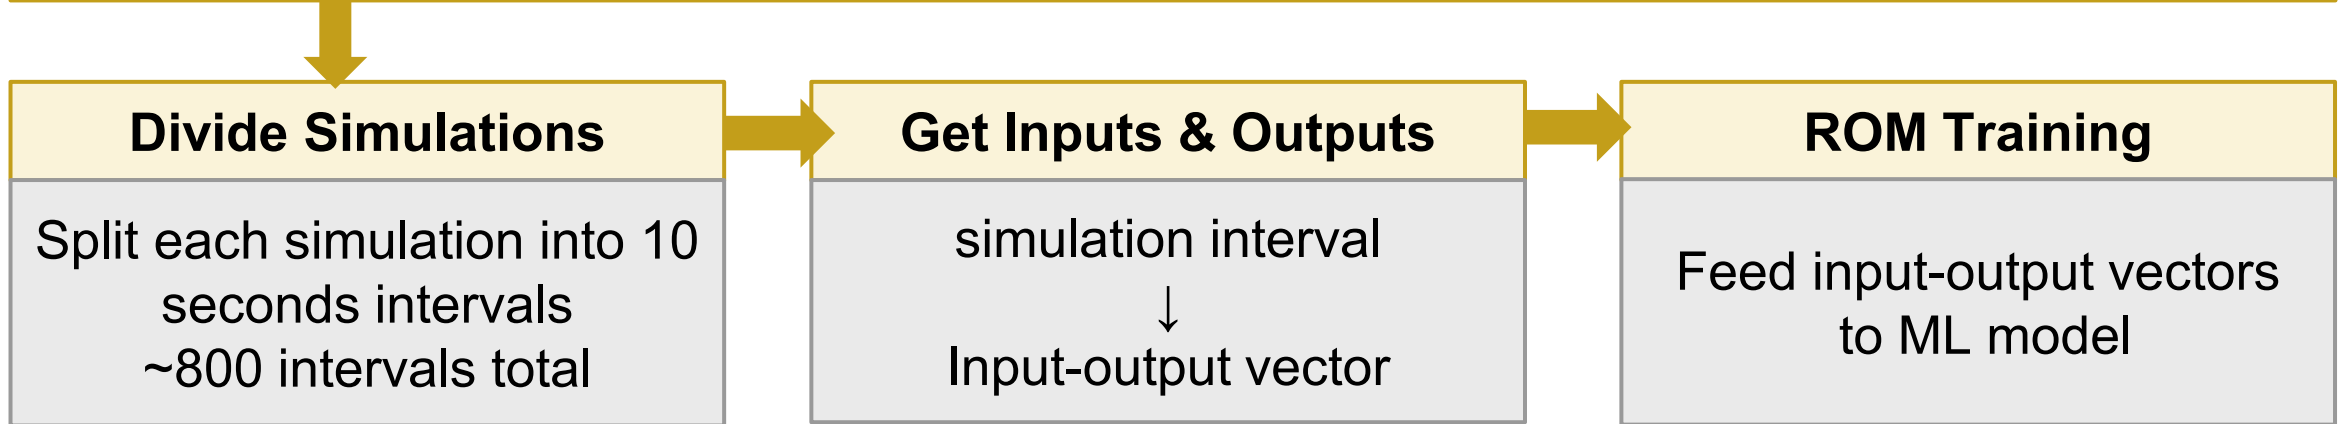 Divide Simulations
Split each simulation into 10
seconds intervals
~800 intervals total
Get Inputs & Outputs
simulation interval
↓
Input-output vector
ROM Training
Feed input-output vectors
to ML model